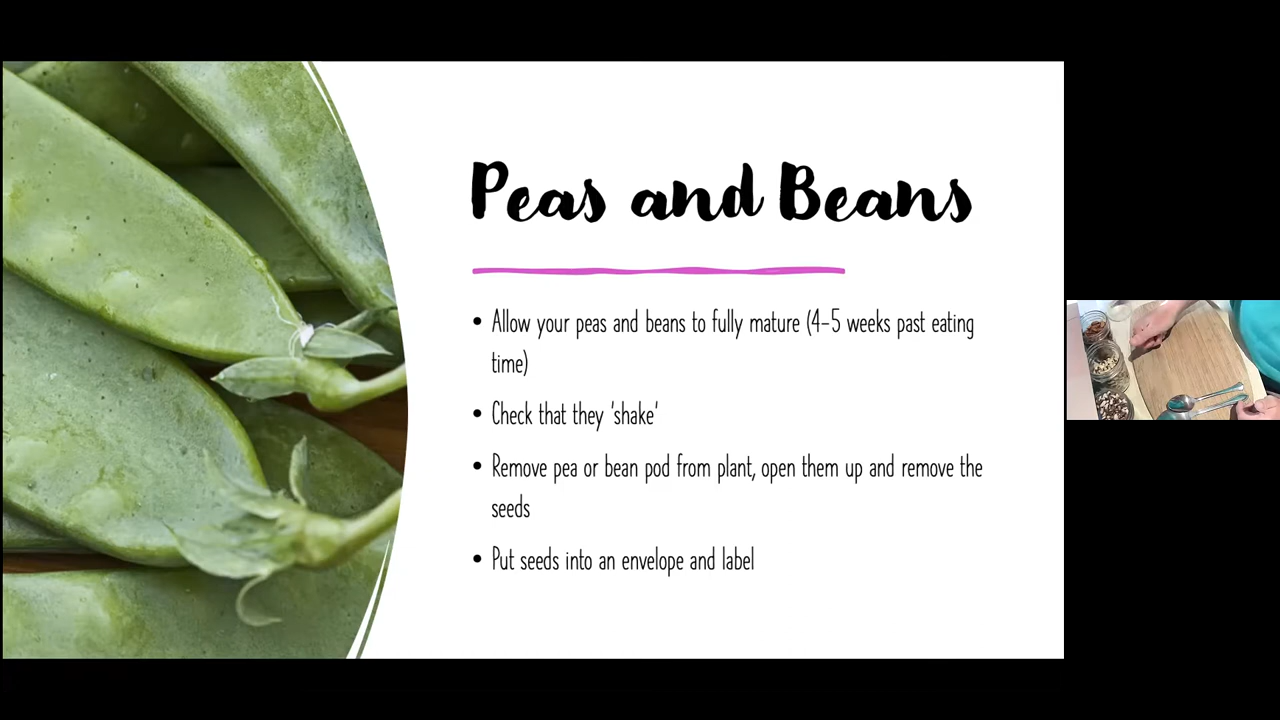 Peas and Beans
• Allow your peas and beans to fully mature (4-5 weeks past eating
time)
• Check that they 'shake'
• Remove pea or bean pod from plant, open them up and remove the
seeds
• Put seeds into an envelope and label